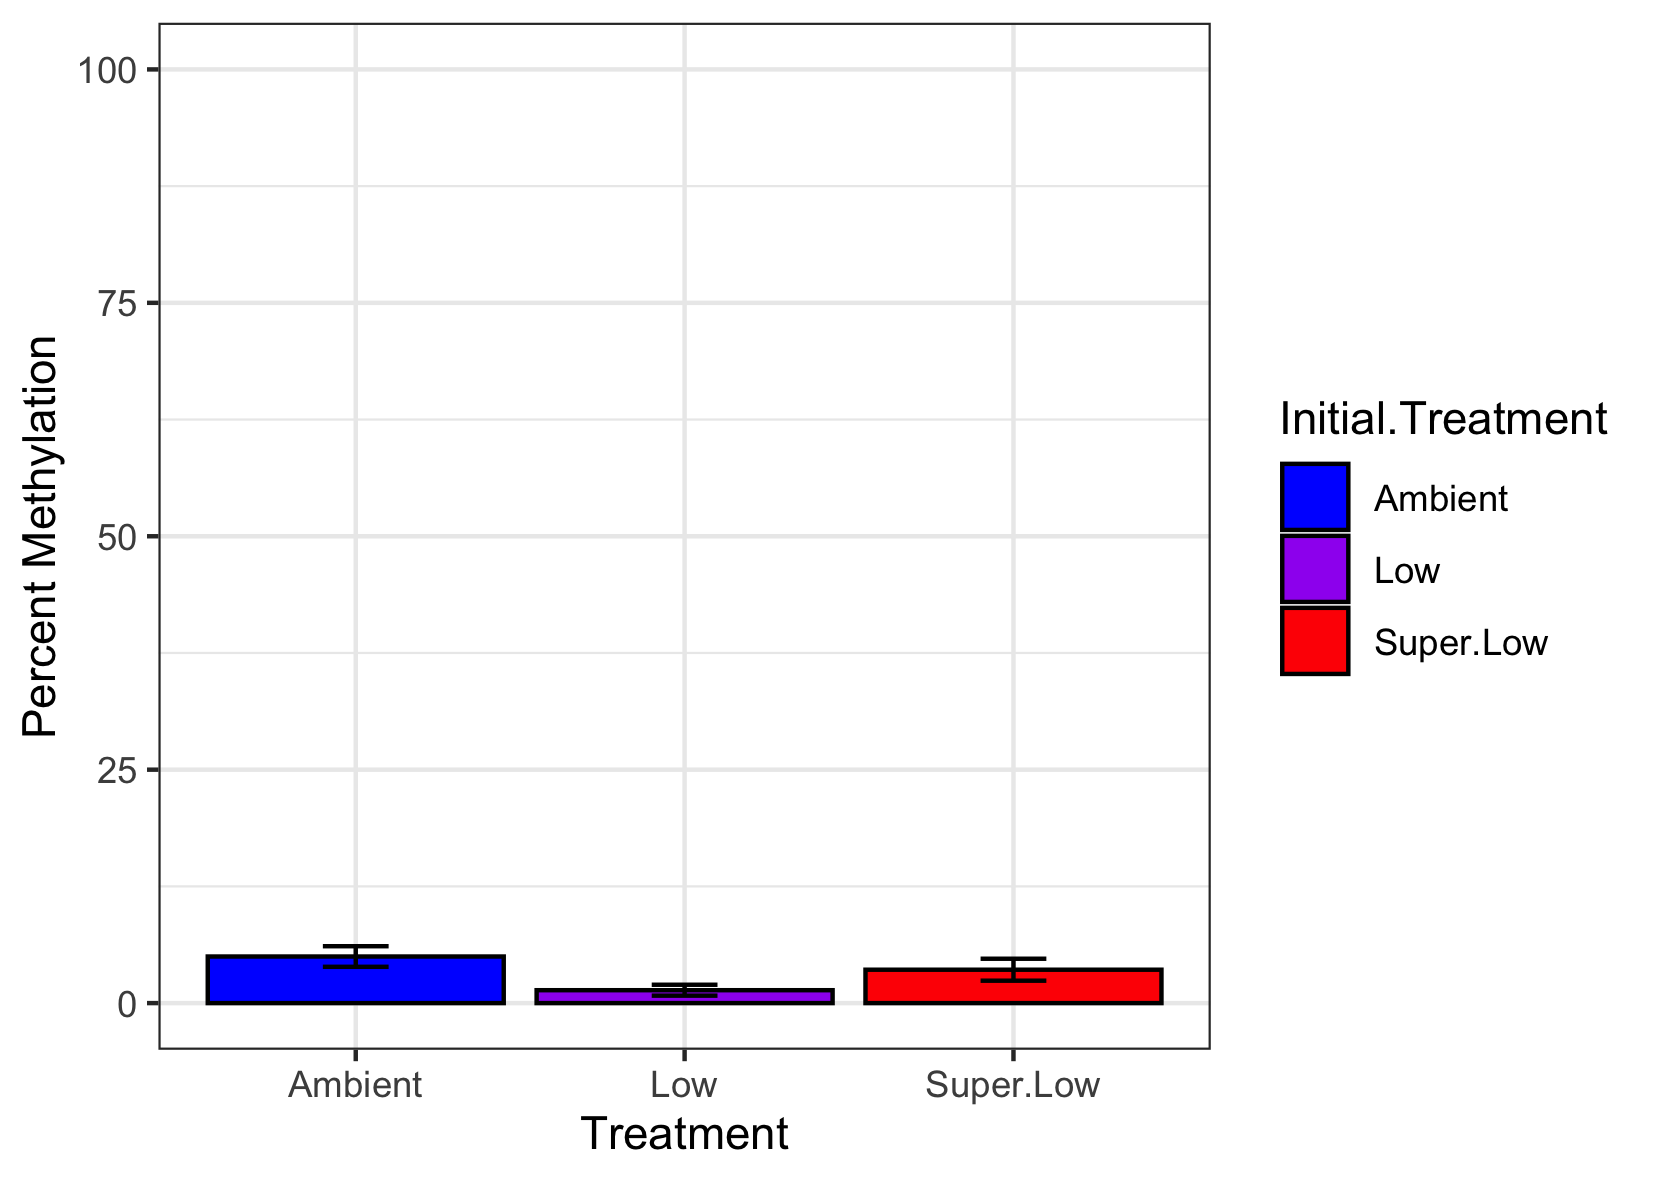 Percent Methylation
100
75
50
25
0
Ambient
Low
Super.Low
Treatment
Initial.Treatment
Ambient
Low
Super.Low